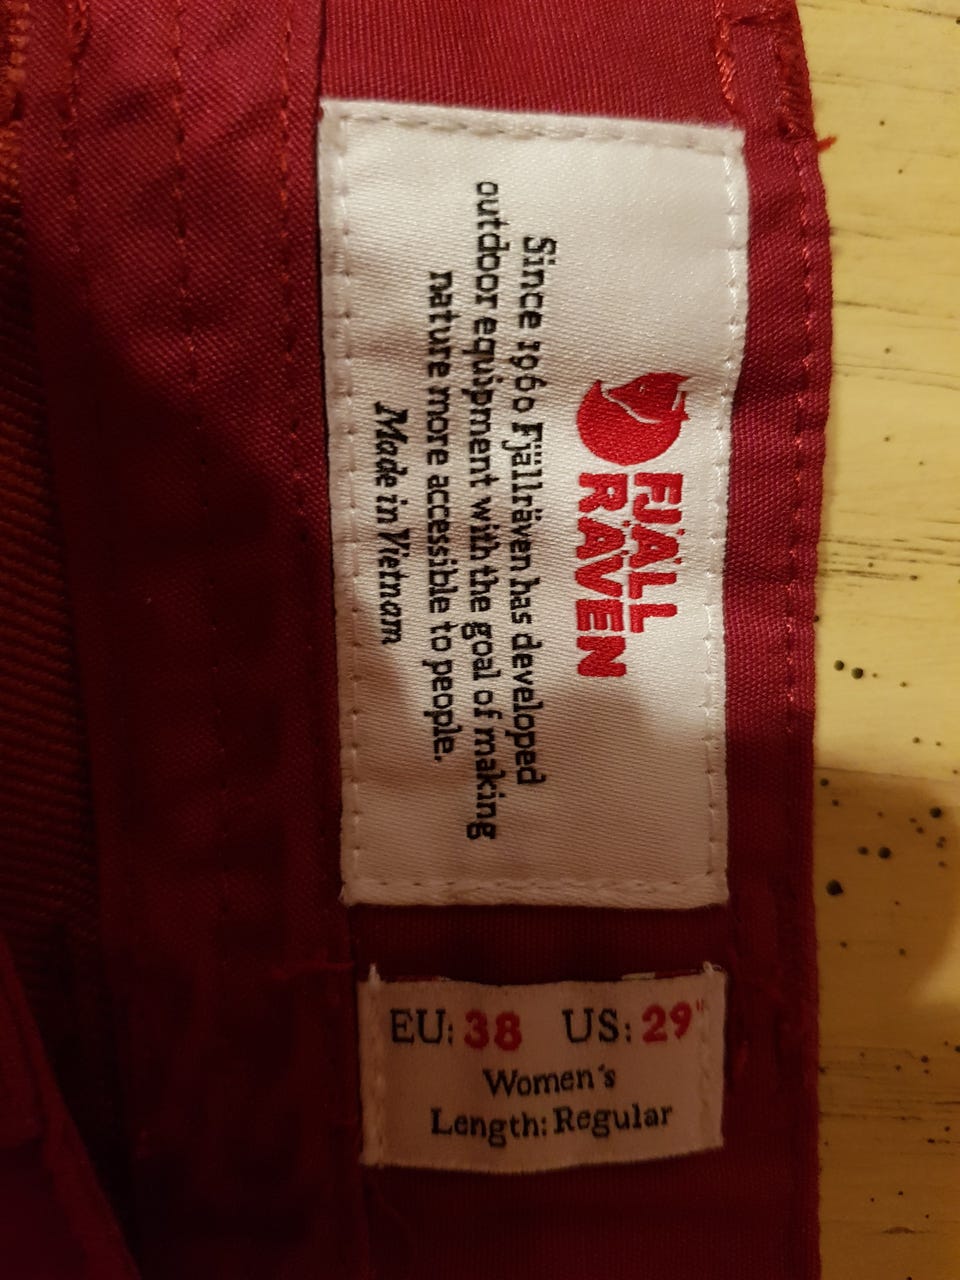 FJÄLL
RÄVEN
Since 1960 Fjällräven has developed
outdoor equipment with the goal of making
nature more accessible to people.
Made in Vietnam
EU: 38 US: 29"
Women's
Length: Regular